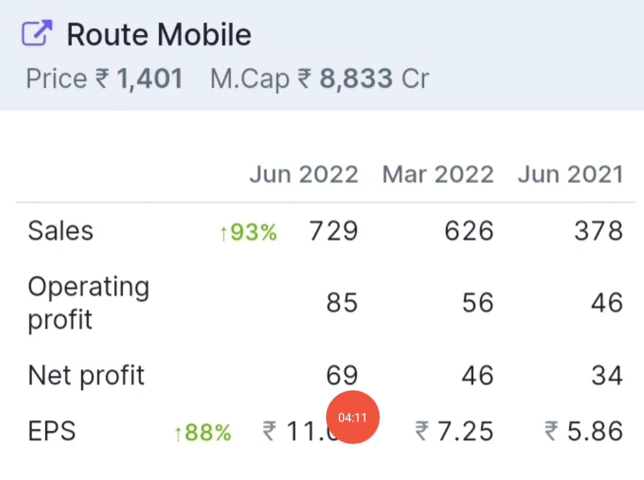 Route Mobile
Price ₹ 1,401 M.Cap ₹ 8,833 Cr
Jun 2022 Mar 2022 Jun 2021
Sales ↑93% 729 626 378
Operating profit 85 56 46
Net profit 69 46 34
EPS ↑88% ₹ ₹ 7.25 ₹ 5.86
04:11